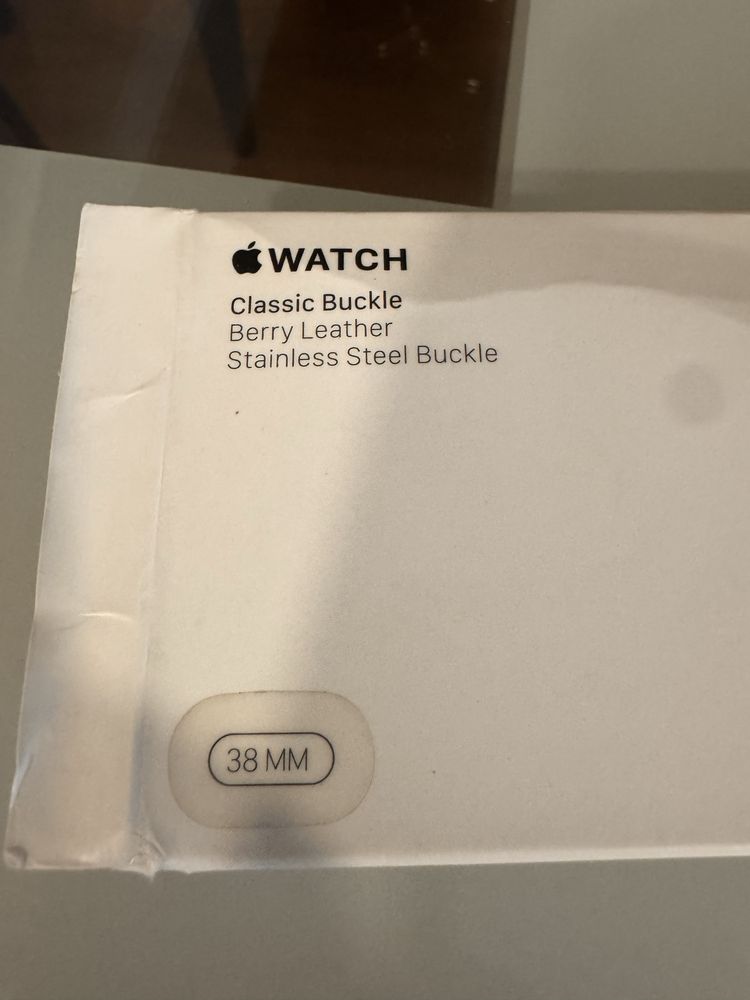 WATCH
Classic Buckle
Berry Leather
Stainless Steel Buckle
38 MM